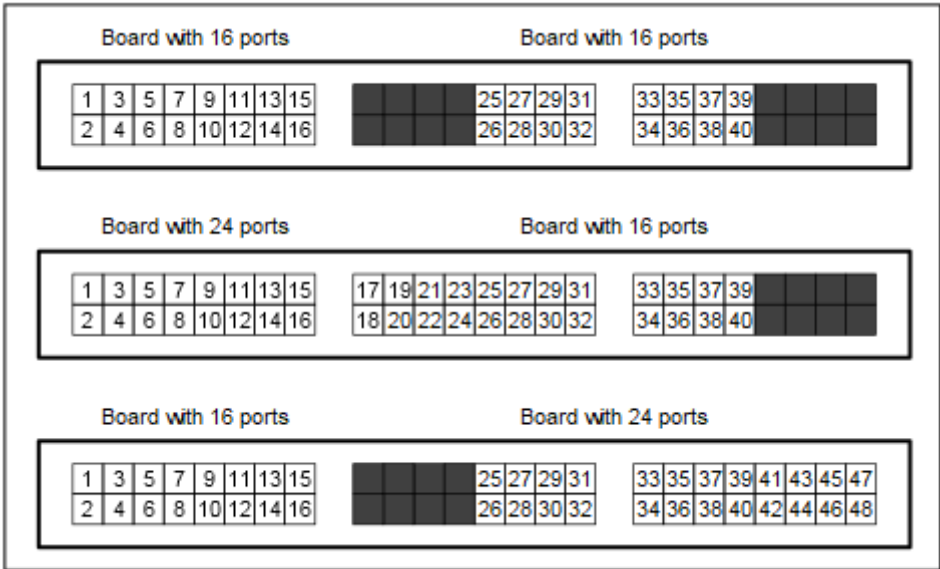 Board with 16 ports Board with 16 ports
1 3 5 7 9 11 13 15 25 27 29 31 33 35 37 39
2 4 6 8 10 12 14 16 26 28 30 32 34 36 38 40
Board with 24 ports Board with 16 ports
1 3 5 7 9 11 13 15 17 19 21 23 25 27 29 31 33 35 37 39
2 4 6 8 10 12 14 16 18 20 22 24 26 28 30 32 34 36 38 40
Board with 16 ports Board with 24 ports
1 3 5 7 9 11 13 15 25 27 29 31 33 35 37 39 41 43 45 47
2 4 6 8 10 12 14 16 26 28 30 32 34 36 38 40 42 44 46 48